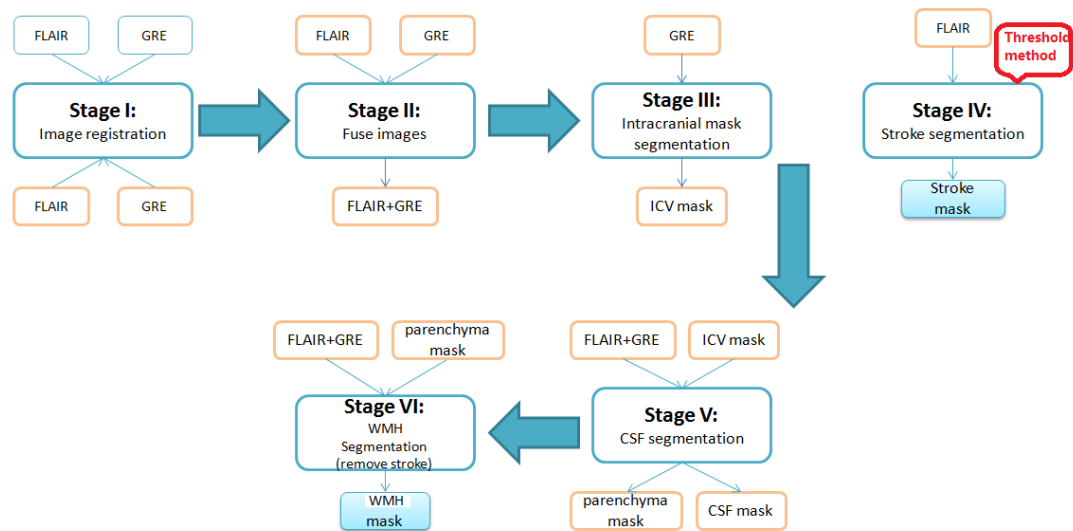 FLAIR
GRE
Stage I:
Image registration
FLAIR
GRE
FLAIR
GRE
Stage II:
Fuse images
FLAIR+GRE
GRE
Stage III:
Intracranial mask
segmentation
ICV mask
FLAIR
Threshold
method
Stage IV:
Stroke segmentation
Stroke
mask
FLAIR+GRE
parenchyma
mask
Stage VI:
WMH
Segmentation
(remove stroke)
WMH
mask
FLAIR+GRE
ICV mask
Stage V:
CSF segmentation
parenchyma
mask
CSF mask